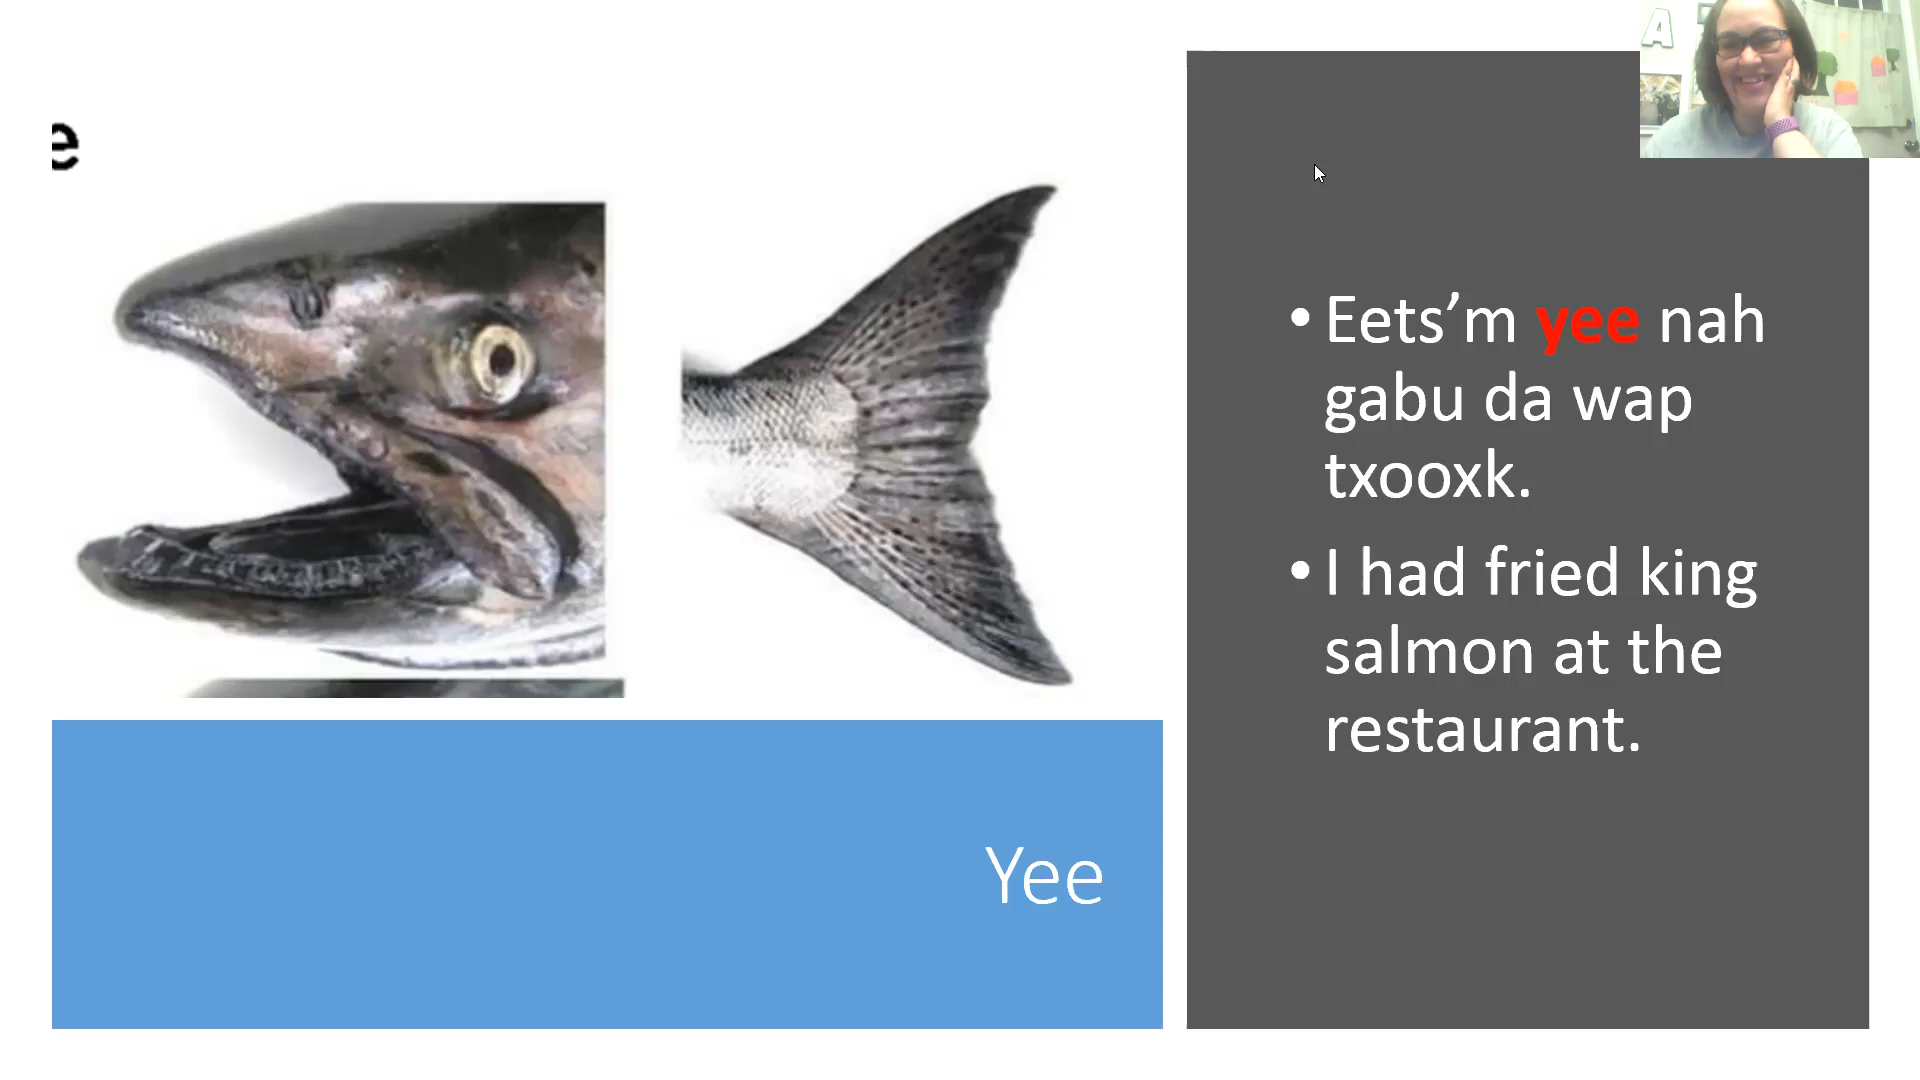 A
e
• Eets’m yee nah
gabu da wap
txooxk.
• I had fried king
salmon at the
restaurant.
Yee